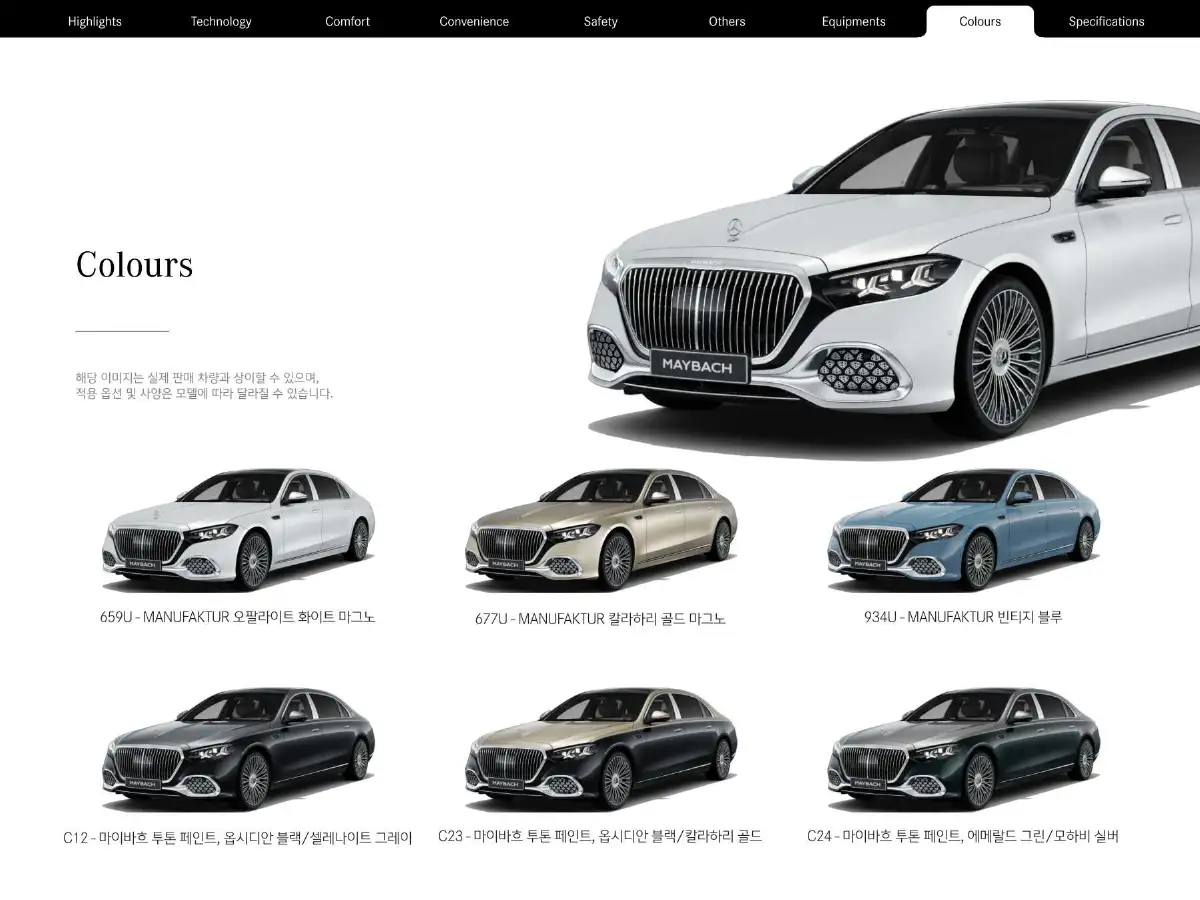 Highlights
Technology
Comfort
Convenience
Safety
Others
Equipments
Colours
Specifications
Colours
해당 이미지는 실제 판매 차량과 상이할 수 있으며,
적용 옵션 및 사양은 모델에 따라 달라질 수 있습니다.
MAYBACH
MAYBACH
659U - MANUFAKTUR 오팔라이트 화이트 마그노
MAYBACH
677U - MANUFAKTUR 칼라하리 골드 마그노
MAYBACH
934U - MANUFAKTUR 빈티지 블루
MAYBACH
C12 - 마이바흐 투톤 페인트, 옵시디안 블랙/셀레나이트 그레이
MAYBACH
C23 - 마이바흐 투톤 페인트, 옵시디안 블랙/칼라하리 골드
MAYBACH
C24 - 마이바흐 투톤 페인트, 에메랄드 그린/모하비 실버